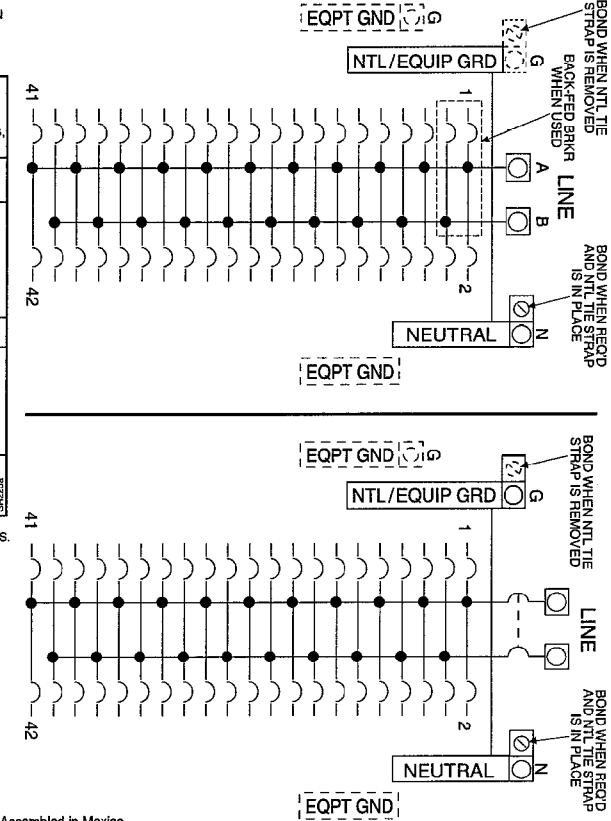 EQPT GND
G
BOND WHEN NTL TIE
STRAP IS REMOVED
NTL/EQUIP GRD
G
BACK-FED BRKR
WHEN USED
41
1
A
LINE
B
42
2
BOND WHEN REQ'D
AND NTL TIE STRAP
IS IN PLACE
NEUTRAL
N
EQPT GND
EQPT GND
G
BOND WHEN NTL TIE
STRAP IS REMOVED
NTL/EQUIP GRD
G
S.
41
1
LINE
42
2
BOND WHEN REQ'D
AND NTL TIE STRAP
IS IN PLACE
NEUTRAL
N
EQPT GND
Assembled in Mexico